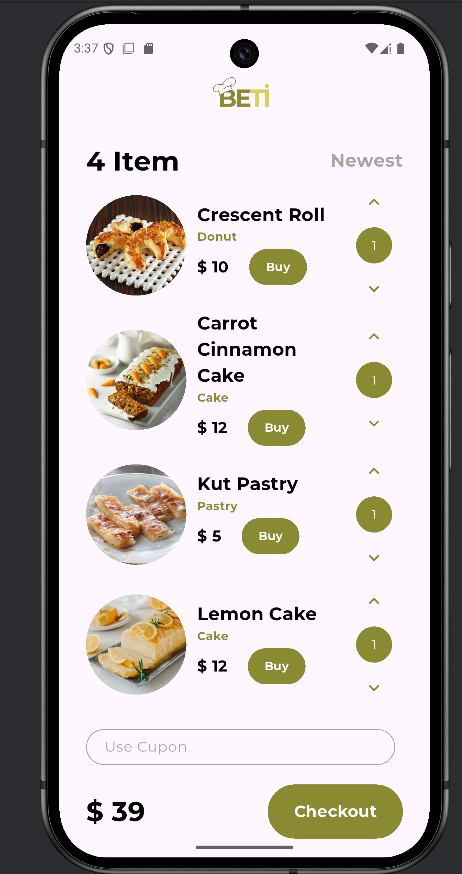 3:37
BETi
4 Item
Newest
Crescent Roll
Donut
$ 10
Buy
1
Carrot
Cinnamon
Cake
Cake
$ 12
Buy
1
Kut Pastry
Pastry
$ 5
Buy
1
Lemon Cake
Cake
$ 12
Buy
1
Use Cupon
$ 39
Checkout